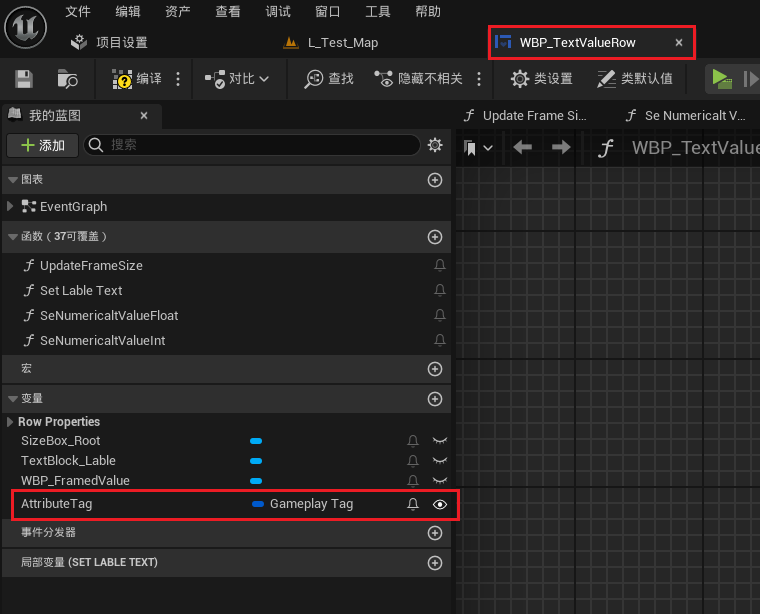 文件 编辑 资产 查看 调试 窗口 工具 帮助
项目设置 L_Test_Map WBP_TextValueRow
编译 对比 查找 隐藏不相关 类设置 类默认值
我的蓝图 Update Frame Si... Se Numericalt V...
添加 搜索 WBP_TextValue
图表
EventGraph
函数（37可覆盖）
UpdateFrameSize
Set Lable Text
SeNumericaltValueFloat
SeNumericaltValueInt
宏
变量
Row Properties
SizeBox_Root
TextBlock_Lable
WBP_FramedValue
AttributeTag Gameplay Tag
事件分发器
局部变量 (SET LABLE TEXT)